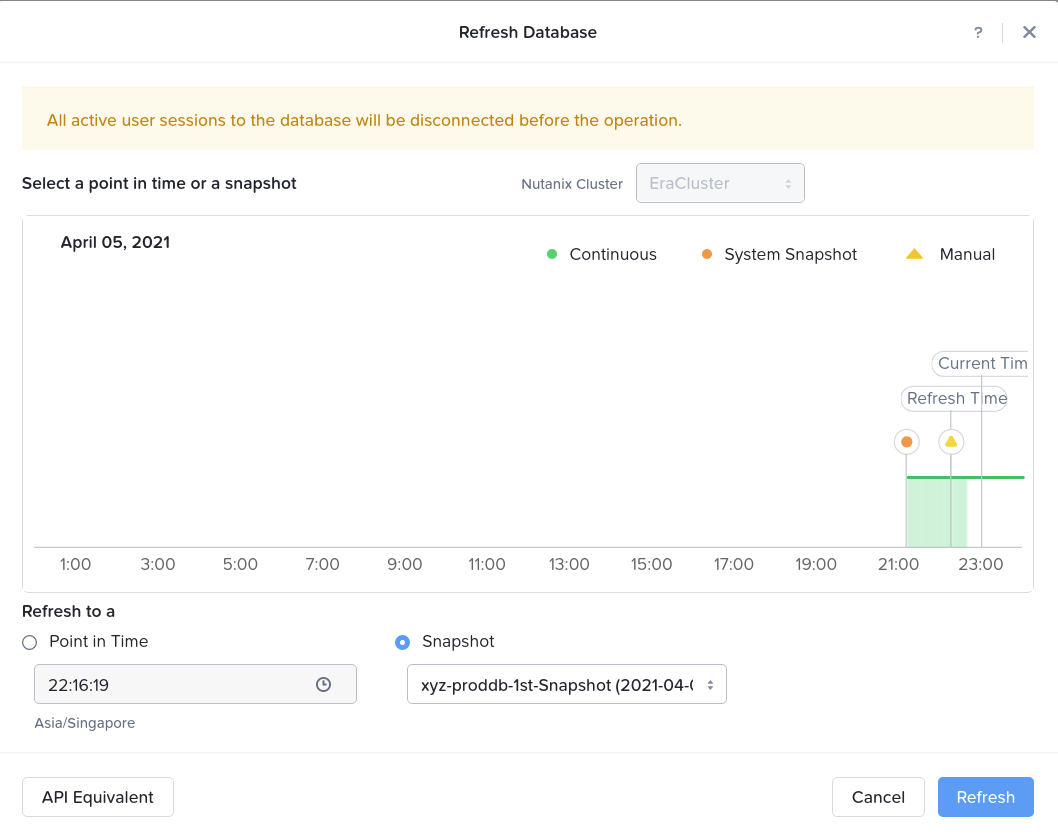 Refresh Database
?
All active user sessions to the database will be disconnected before the operation.
Select a point in time or a snapshot
Nutanix Cluster
EraCluster
April 05, 2021
Continuous
System Snapshot
Manual
Current Tim
Refresh Time
1:00 3:00 5:00 7:00 9:00 11:00 13:00 15:00 17:00 19:00 21:00 23:00
Refresh to a
Point in Time
Snapshot
22:16:19
xyz-proddb-1st-Snapshot (2021-04-
Asia/Singapore
API Equivalent
Cancel
Refresh